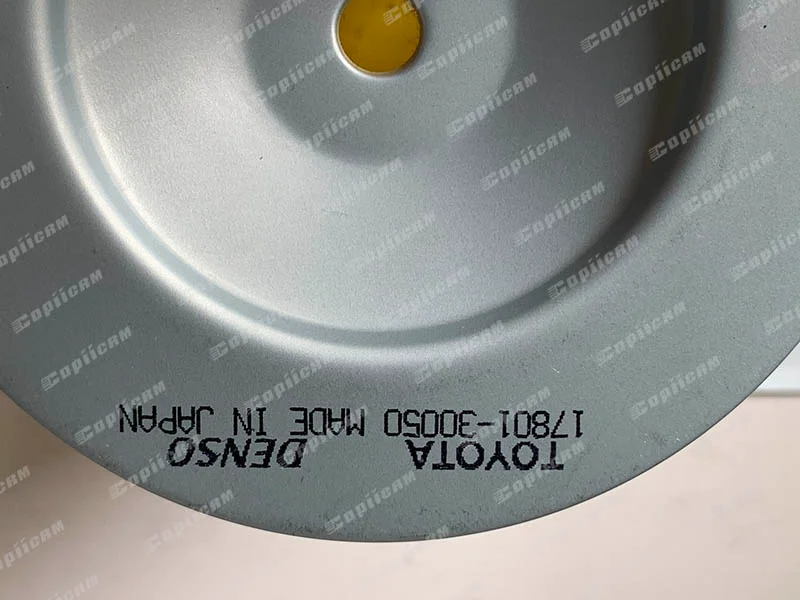 TOYOTA DENSO
17801-30050 MADE IN JAPAN
Copiicam